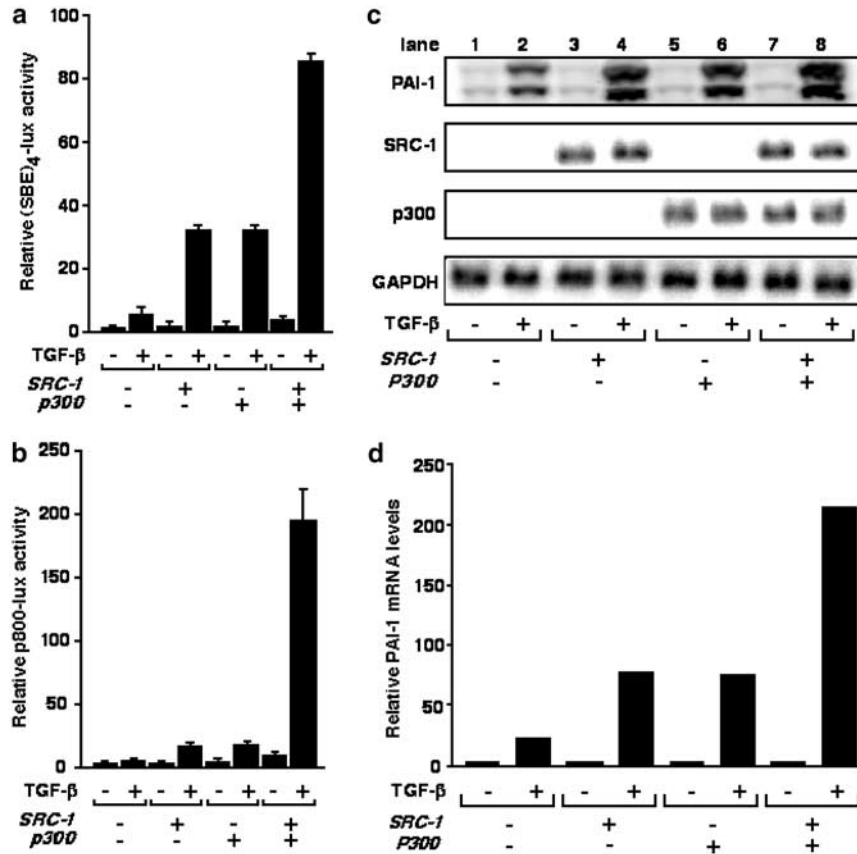 a
Relative (SBE)4-lux activity
100
80
60
40
20
0
TGF-β - + - + - + - +
SRC-1 - + - +
p300 - - + +
b
Relative p800-lux activity
250
200
150
100
50
0
TGF-β - + - + - + - +
SRC-1 - + - +
p300 - - + +
c
lane 1 2 3 4 5 6 7 8
PAI-1
SRC-1
p300
GAPDH
TGF-β - + - + - + - +
SRC-1 - + - +
P300 - - + +
d
Relative PAI-1 mRNA levels
250
200
150
100
50
0
TGF-β - + - + - + - +
SRC-1 - + - +
P300 - - + +